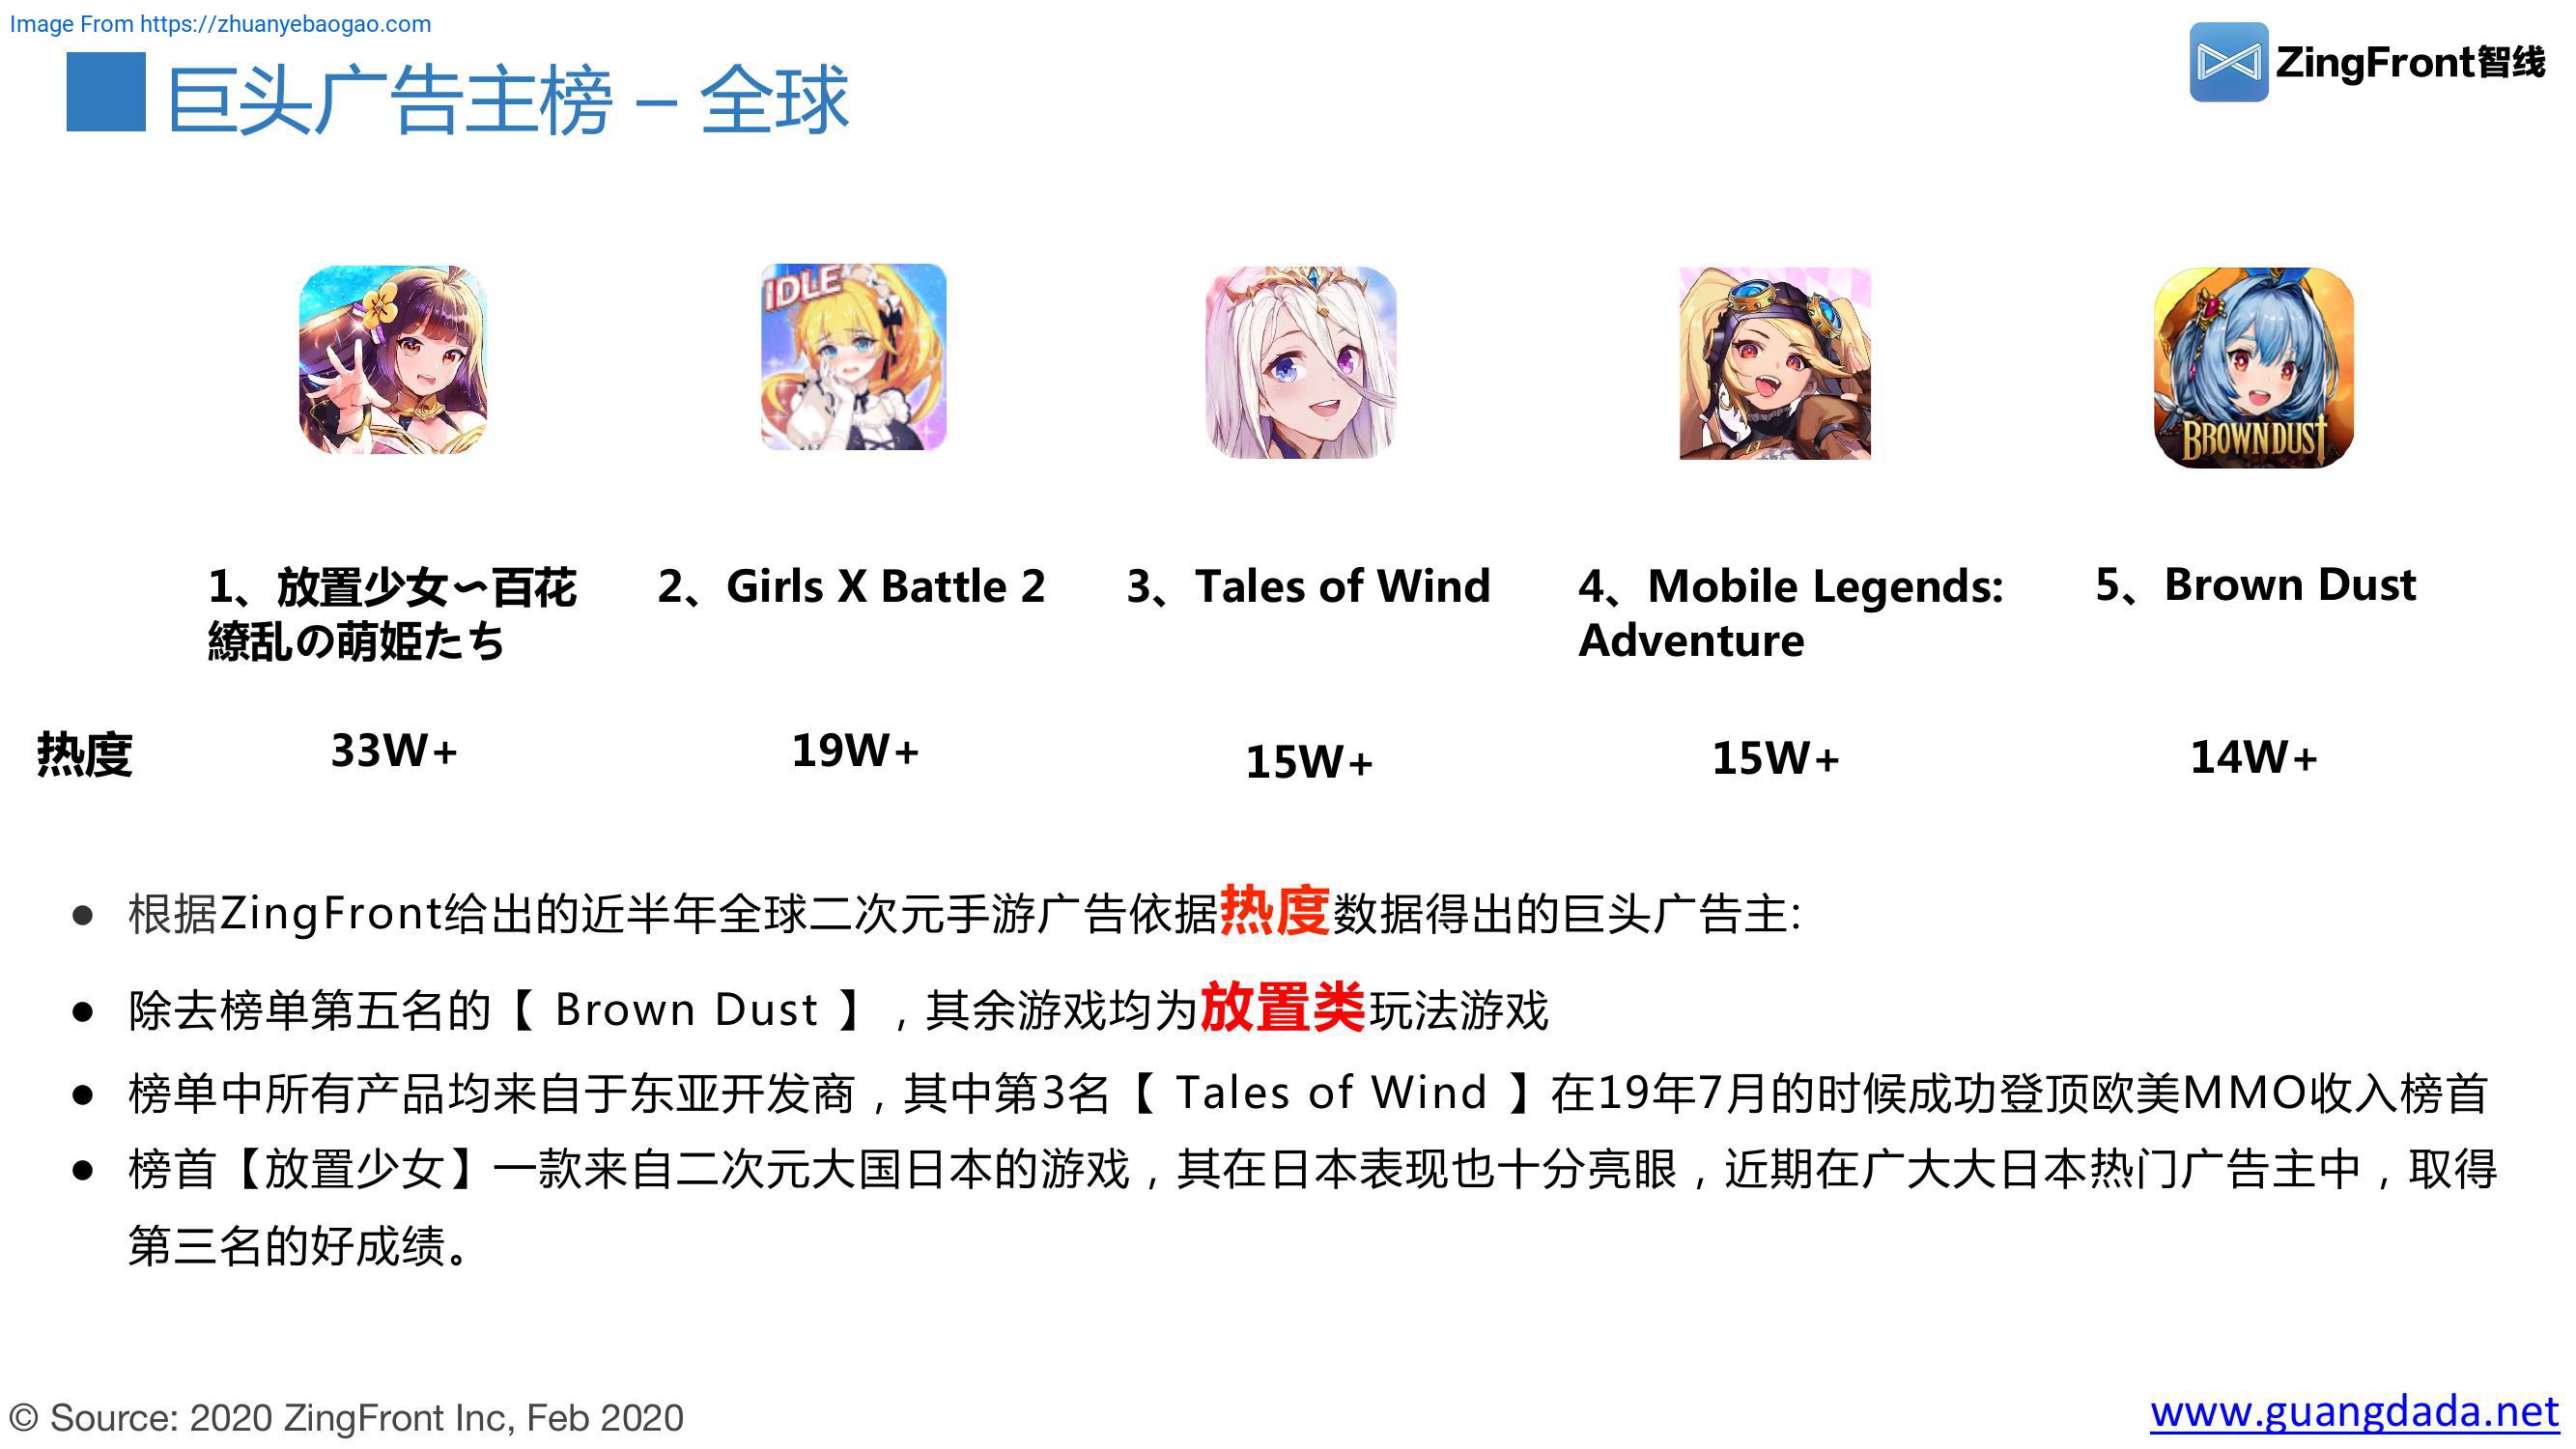 Image From https://zhuanyebaogao.com
巨头广告主榜 – 全球
ZingFront智线
IDLE
BROWNDUST
1、放置少女∽百花
繚乱の萌姫たち
2、Girls X Battle 2
3、Tales of Wind
4、Mobile Legends:
Adventure
5、Brown Dust
热度 33W+ 19W+ 15W+ 15W+ 14W+
● 根据ZingFront给出的近半年全球二次元手游广告依据热度数据得出的巨头广告主:
● 除去榜单第五名的【 Brown Dust 】，其余游戏均为放置类玩法游戏
● 榜单中所有产品均来自于东亚开发商，其中第3名【 Tales of Wind 】在19年7月的时候成功登顶欧美MMO收入榜首
● 榜首【放置少女】一款来自二次元大国日本的游戏，其在日本表现也十分亮眼，近期在广大大日本热门广告主中，取得
第三名的好成绩。
© Source: 2020 ZingFront Inc, Feb 2020
www.guangdada.net